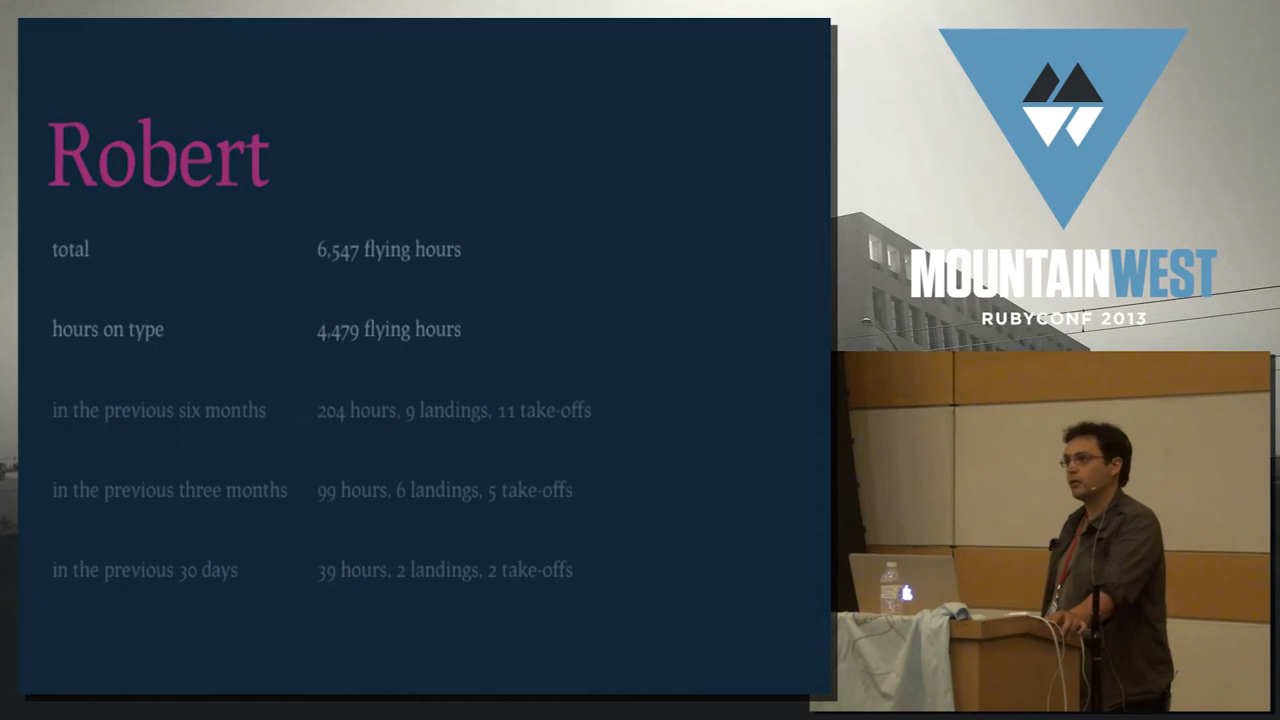 Robert
total 6,547 flying hours
hours on type 4,479 flying hours
in the previous six months 204 hours, 9 landings, 11 take-offs
in the previous three months 99 hours, 6 landings, 5 take-offs
in the previous 30 days 39 hours, 2 landings, 2 take-offs
MOUNTAINWEST
RUBYCONF 2013